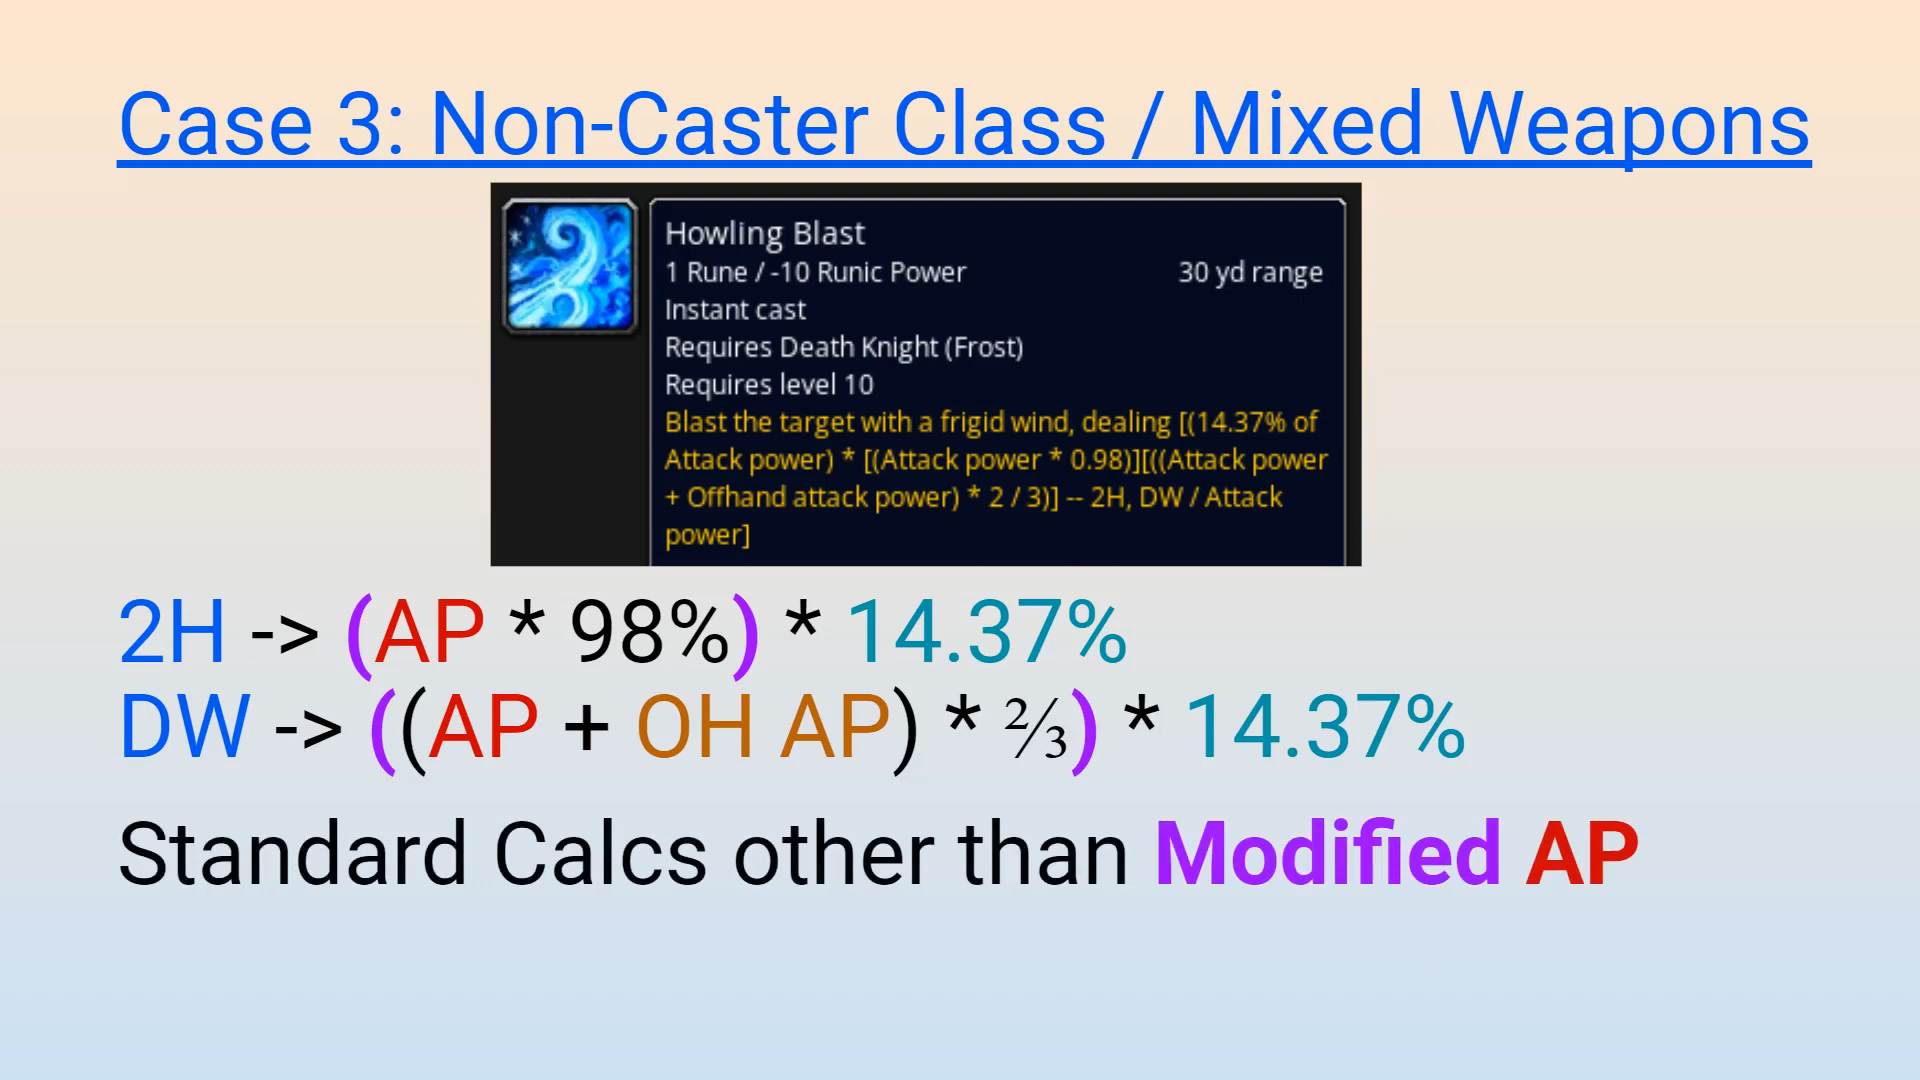 Case 3: Non-Caster Class / Mixed Weapons
Howling Blast
1 Rune / -10 Runic Power 30 yd range
Instant cast
Requires Death Knight (Frost)
Requires level 10
Blast the target with a frigid wind, dealing [(14.37% of
Attack power) * [(Attack power * 0.98)][((Attack power
+ Offhand attack power) * 2 / 3)] -- 2H, DW / Attack
power]
2H -> (AP * 98%) * 14.37%
DW -> ((AP + OH AP) * ⅔) * 14.37%
Standard Calcs other than Modified AP